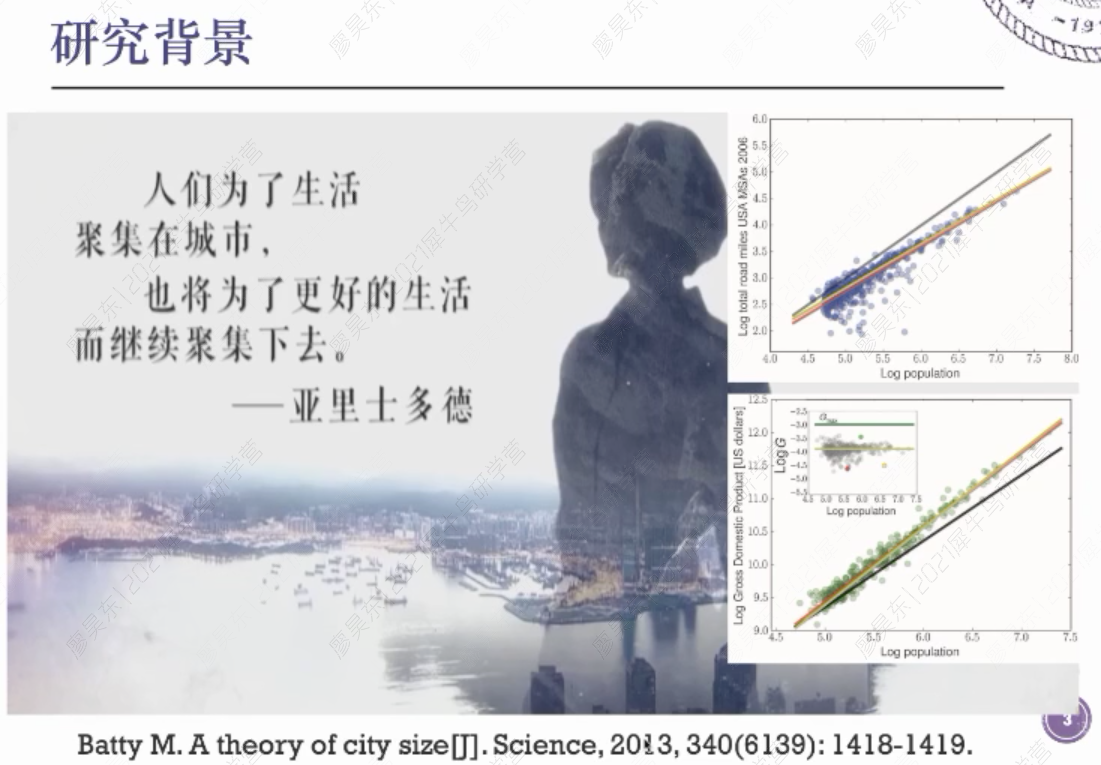 研究背景
人们为了生活
聚集在城市，
也将为了更好的生活
而继续聚集下去。
—亚里士多德
Log total road miles USA MSAs 2006
6.0
5.5
5.0
4.5
4.0
3.5
3.0
2.5
2.0
4.0 4.5 5.0 5.5 6.0 6.5 7.0 7.5 8.0
Log population
Log Gross Domestic Product [US dollars]
12.5
12.0
11.5
11.0
10.5
10.0
9.5
9.0
4.5 5.0 5.5 6.0 6.5 7.0 7.5
Log population
Log G
-2.5
-3.0
-3.5
-4.0
-4.5
-5.0
-5.5
4.5 5.0 5.5 6.0 6.5 7.0 7.5
Log population
3
Batty M. A theory of city size[J]. Science, 2013, 340(6139): 1418-1419.
廖昊东|2021犀牛鸟研学营